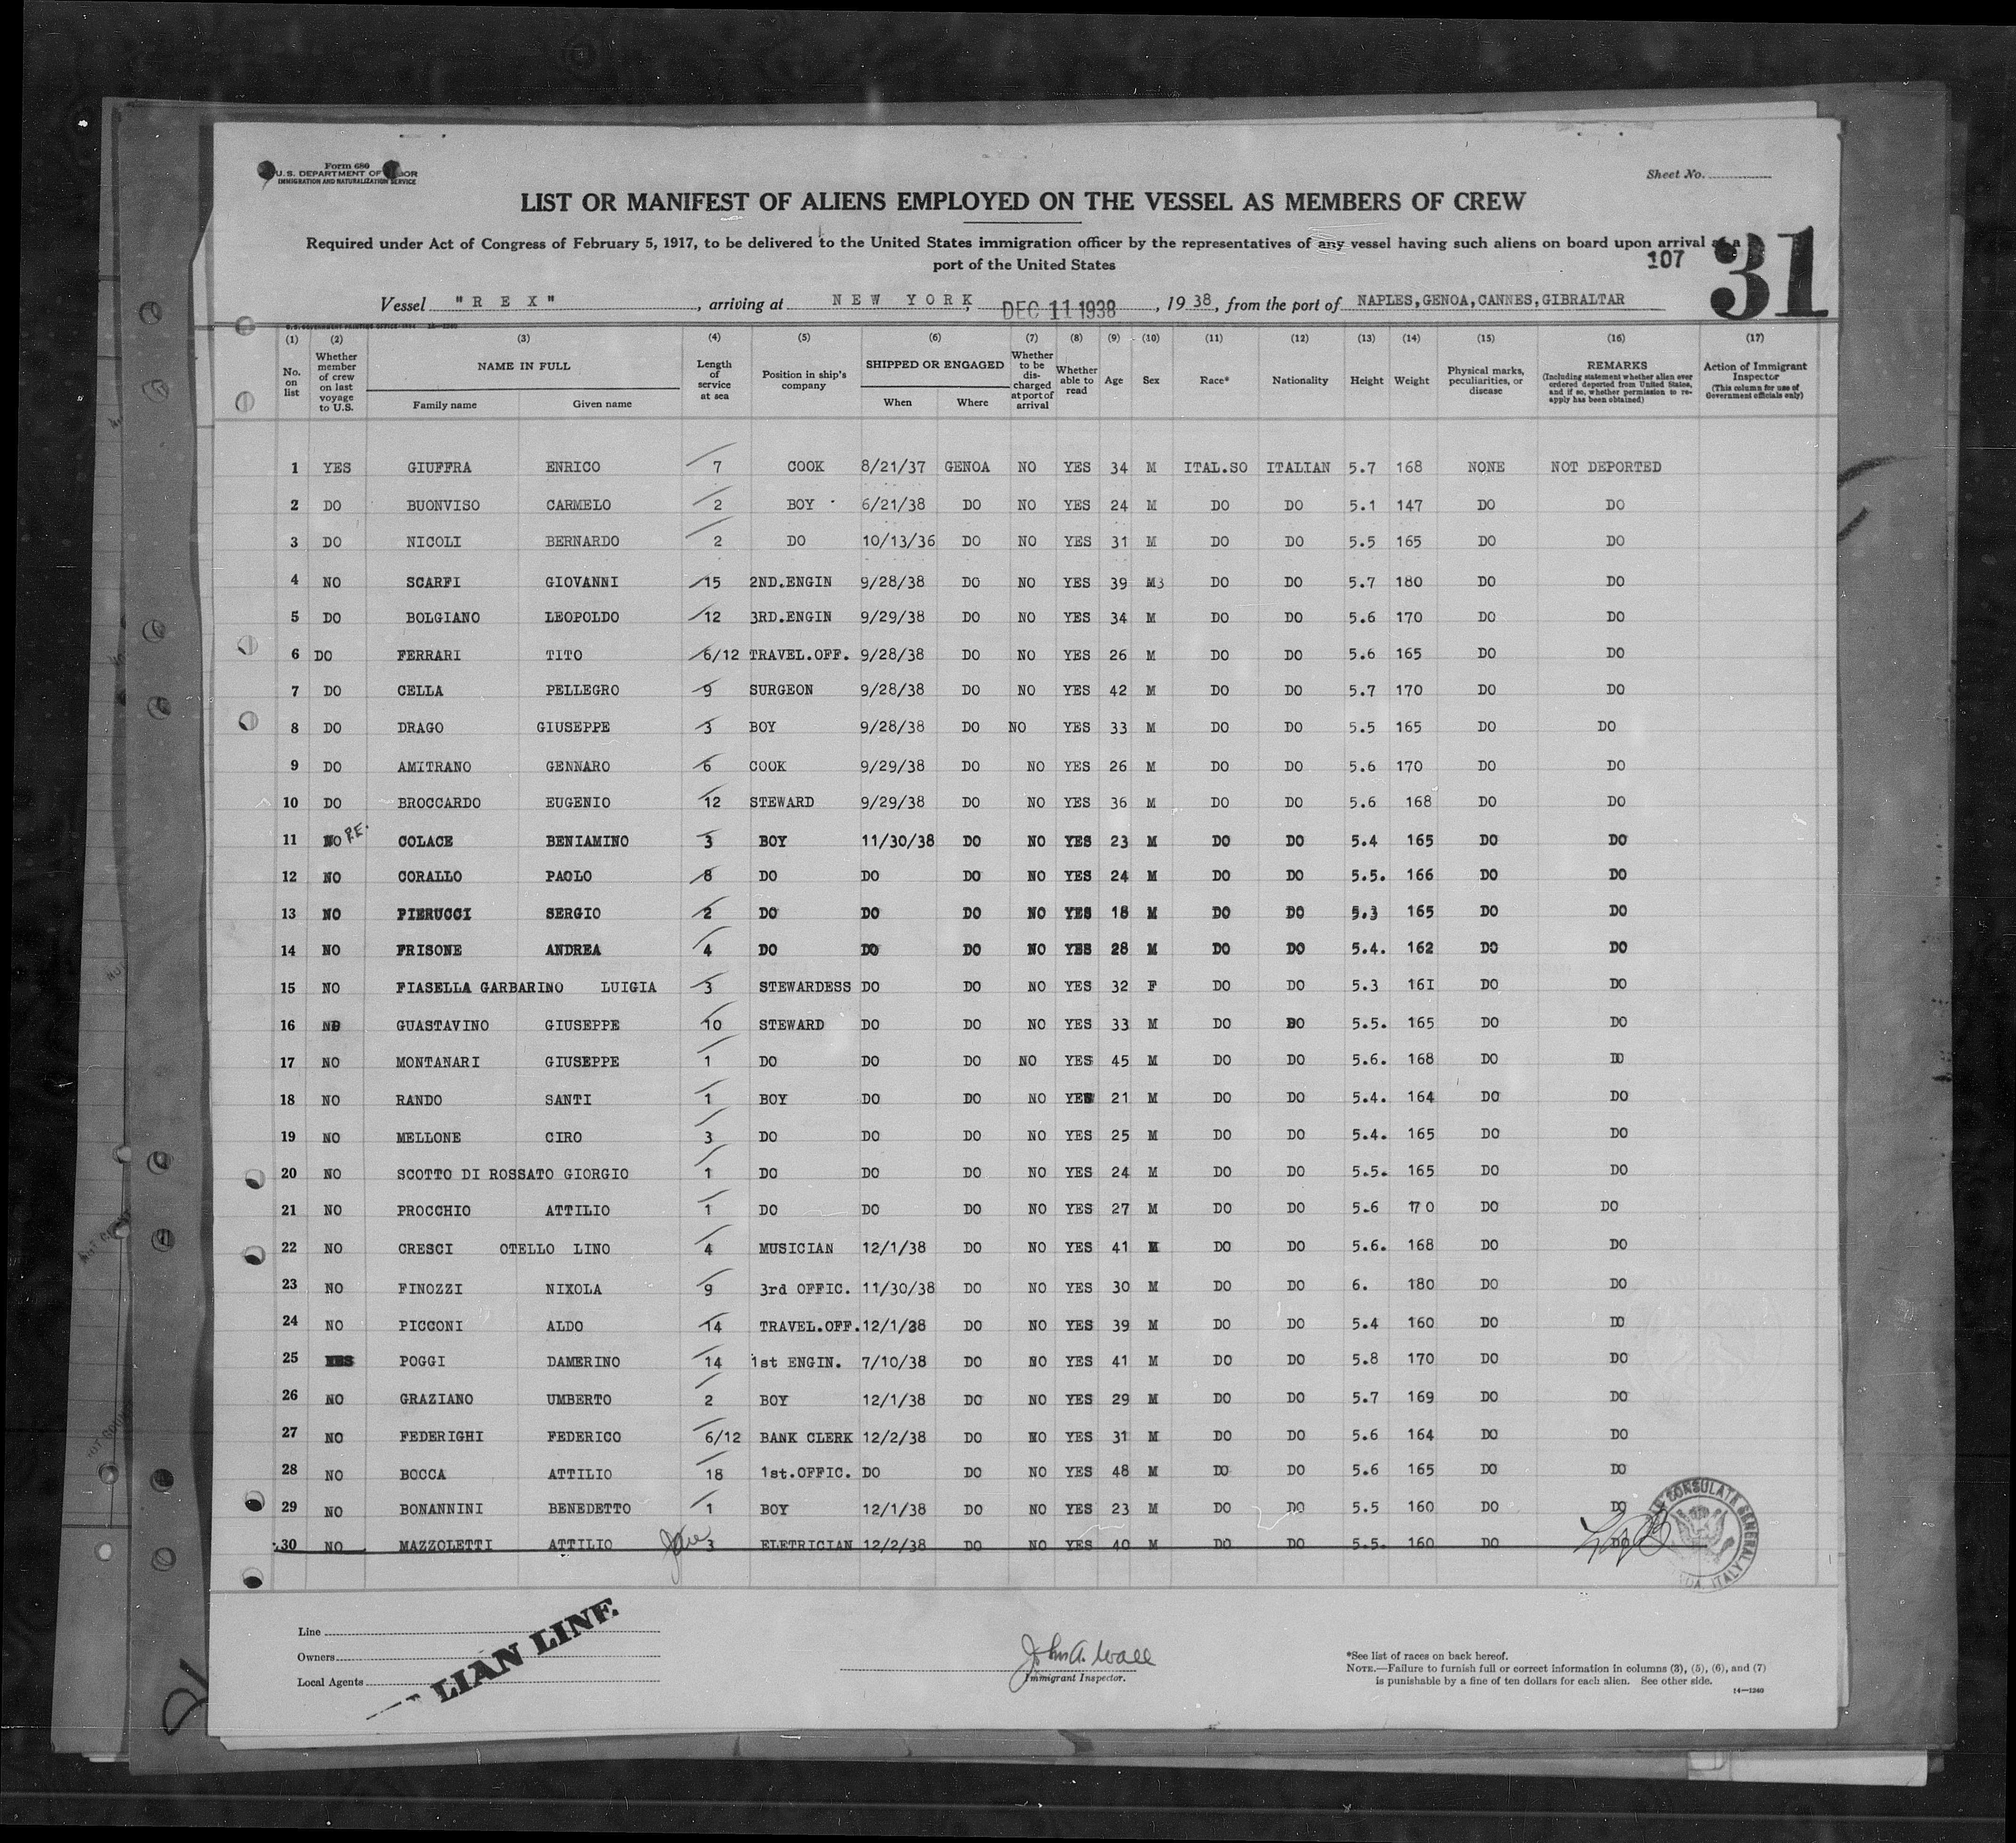 Form 680
U.S. DEPARTMENT OF LABOR
IMMIGRATION AND NATURALIZATION SERVICE
Sheet No.
LIST OR MANIFEST OF ALIENS EMPLOYED ON THE VESSEL AS MEMBERS OF CREW
Required under Act of Congress of February 5, 1917, to be delivered to the United States immigration officer by the representatives of any vessel having such aliens on board upon arrival at a
port of the United States
107 31
Vessel "R E X", arriving at NEW YORK, DEC 11 1938, 1938, from the port of NAPLES,GENOA,CANNES,GIBRALTAR
(1) (2) (3) (4) (5) (6) (7) (8) (9) (10) (11) (12) (13) (14) (15) (16) (17)
No. on list
Whether member of crew on last voyage to U.S.
NAME IN FULL
Family name Given name
Length of service at sea
Position in ship's company
SHIPPED OR ENGAGED
When Where
Whether to be discharged at port of arrival
Whether able to read
Age
Sex
Race*
Nationality
Height
Weight
Physical marks, peculiarities, or disease
REMARKS
(Including statement whether alien ever ordered deported from United States, and if so, whether permission to re-apply has been obtained)
Action of Immigrant Inspector
(This column for use of Government officials only)
1 YES GIUFFRA ENRICO 7 COOK 8/21/37 GENOA NO YES 34 M ITAL.SO ITALIAN 5.7 168 NONE NOT DEPORTED
2 DO BUONVISO CARMELO 2 BOY 6/21/38 DO NO YES 24 M DO DO 5.1 147 DO DO
3 DO NICOLI BERNARDO 2 DO 10/13/36 DO NO YES 31 M DO DO 5.5 165 DO DO
4 NO SCARFI GIOVANNI 15 2ND.ENGIN 9/28/38 DO NO YES 39 M3 DO DO 5.7 180 DO DO
5 DO BOLGIANO LEOPOLDO 12 3RD.ENGIN 9/29/38 DO NO YES 34 M DO DO 5.6 170 DO DO
6 DO FERRARI TITO 6/12 TRAVEL.OFF. 9/28/38 DO NO YES 26 M DO DO 5.6 165 DO DO
7 DO CELLA PELLEGRO 9 SURGEON 9/28/38 DO NO YES 42 M DO DO 5.7 170 DO DO
8 DO DRAGO GIUSEPPE 3 BOY 9/28/38 DO NO YES 33 M DO DO 5.5 165 DO DO
9 DO AMITRANO GENNARO 6 COOK 9/29/38 DO NO YES 26 M DO DO 5.6 170 DO DO
10 DO BROCCARDO EUGENIO 12 STEWARD 9/29/38 DO NO YES 36 M DO DO 5.6 168 DO DO
11 NO P.E. COLACE BENIAMINO 3 BOY 11/30/38 DO NO YES 23 M DO DO 5.4 165 DO DO
12 NO CORALLO PAOLO 8 DO DO DO NO YES 24 M DO DO 5.5. 166 DO DO
13 NO PIERUCCI SERGIO 2 DO DO DO NO YES 18 M DO DO 5.3 165 DO DO
14 NO FRISONE ANDREA 4 DO DO DO NO YES 28 M DO DO 5.4. 162 DO DO
15 NO FIASELLA GARBARINO LUIGIA 3 STEWARDESS DO DO NO YES 32 F DO DO 5.3 16I DO DO
16 NO GUASTAVINO GIUSEPPE 10 STEWARD DO DO NO YES 33 M DO DO 5.5. 165 DO DO
17 NO MONTANARI GIUSEPPE 1 DO DO DO NO YES 45 M DO DO 5.6. 168 DO DO
18 NO RANDO SANTI 1 BOY DO DO NO YES 21 M DO DO 5.4. 164 DO DO
19 NO MELLONE CIRO 3 DO DO DO NO YES 25 M DO DO 5.4. 165 DO DO
20 NO SCOTTO DI ROSSATO GIORGIO 1 DO DO DO NO YES 24 M DO DO 5.5. 165 DO DO
21 NO PROCCHIO ATTILIO 1 DO DO DO NO YES 27 M DO DO 5.6 170 DO DO
22 NO CRESCI OTELLO LINO 4 MUSICIAN 12/1/38 DO NO YES 41 M DO DO 5.6. 168 DO DO
23 NO FINOZZI NIXOLA 9 3rd OFFIC. 11/30/38 DO NO YES 30 M DO DO 6. 180 DO DO
24 NO PICCONI ALDO 14 TRAVEL.OFF. 12/1/38 DO NO YES 39 M DO DO 5.4 160 DO DO
25 YES POGGI DAMERINO 14 1st ENGIN. 7/10/38 DO NO YES 41 M DO DO 5.8 170 DO DO
26 NO GRAZIANO UMBERTO 2 BOY 12/1/38 DO NO YES 29 M DO DO 5.7 169 DO DO
27 NO FEDERIGHI FEDERICO 6/12 BANK CLERK 12/2/38 DO NO YES 31 M DO DO 5.6 164 DO DO
28 NO BOCCA ATTILIO 18 1st.OFFIC. DO DO NO YES 48 M DO DO 5.6 165 DO DO
29 NO BONANNINI BENEDETTO 1 BOY 12/1/38 DO NO YES 23 M DO DO 5.5 160 DO DO
30 NO MAZZOLETTI ATTILIO 3 ELETRICIAN 12/2/38 DO NO YES 40 M DO DO 5.5. 160 DO DO
CONSULATE GENERAL
ITALY
Line
Owners
Local Agents
LIAN LINE
John A. Wall
Immigrant Inspector.
*See list of races on back hereof.
NOTE.—Failure to furnish full or correct information in columns (3), (5), (6), and (7)
is punishable by a fine of ten dollars for each alien. See other side.
14—1240